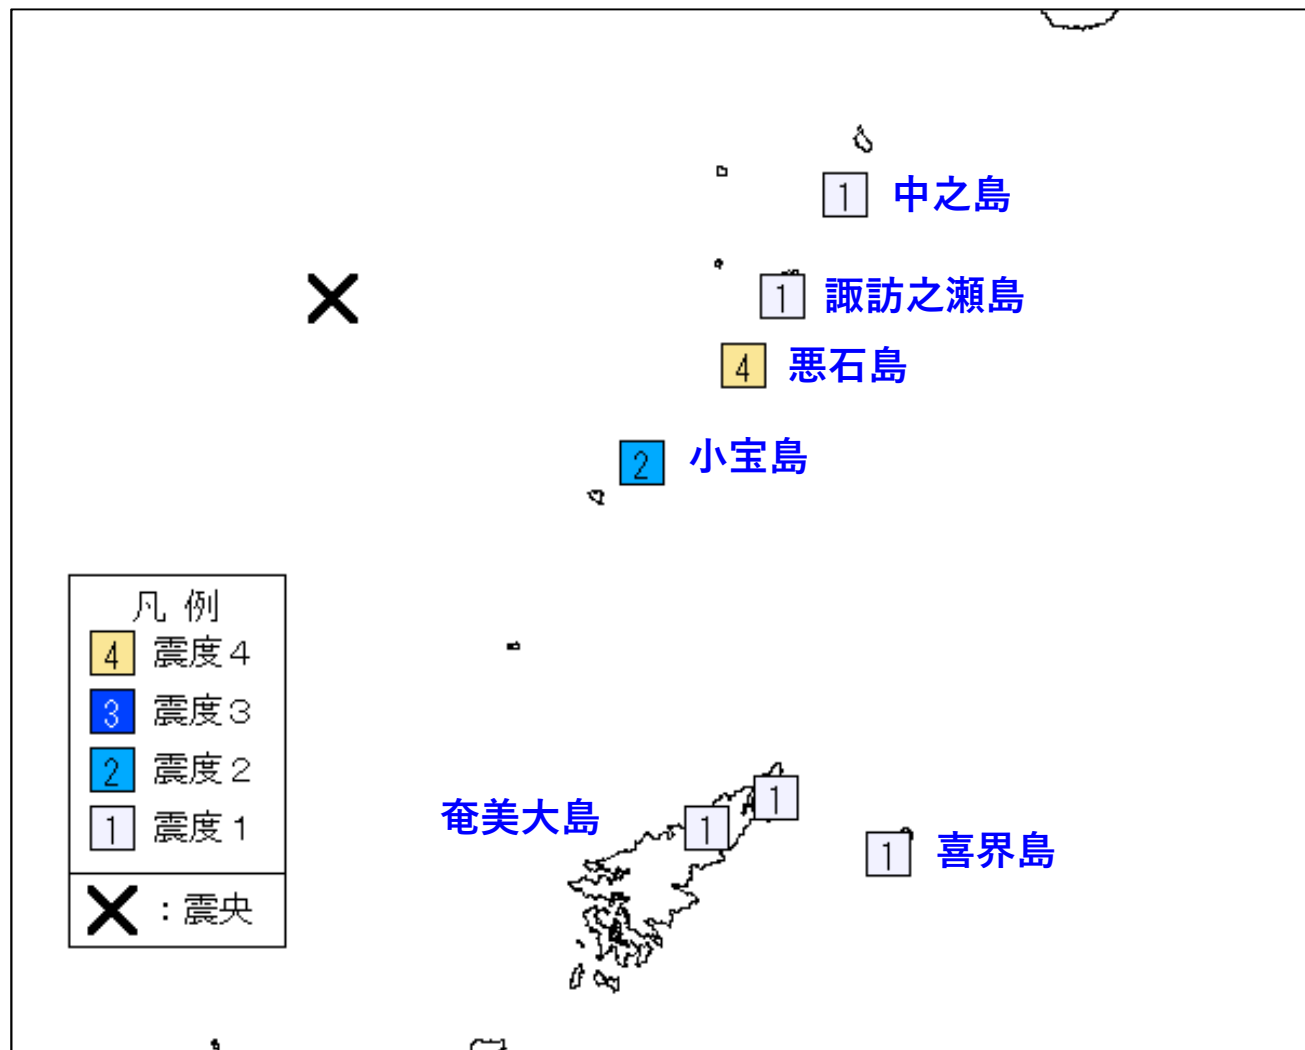 1 中之島
1 諏訪之瀬島
4 悪石島
2 小宝島
凡例
4 震度4
3 震度3
2 震度2
1 震度1
:震央
奄美大島 1 1
1 喜界島